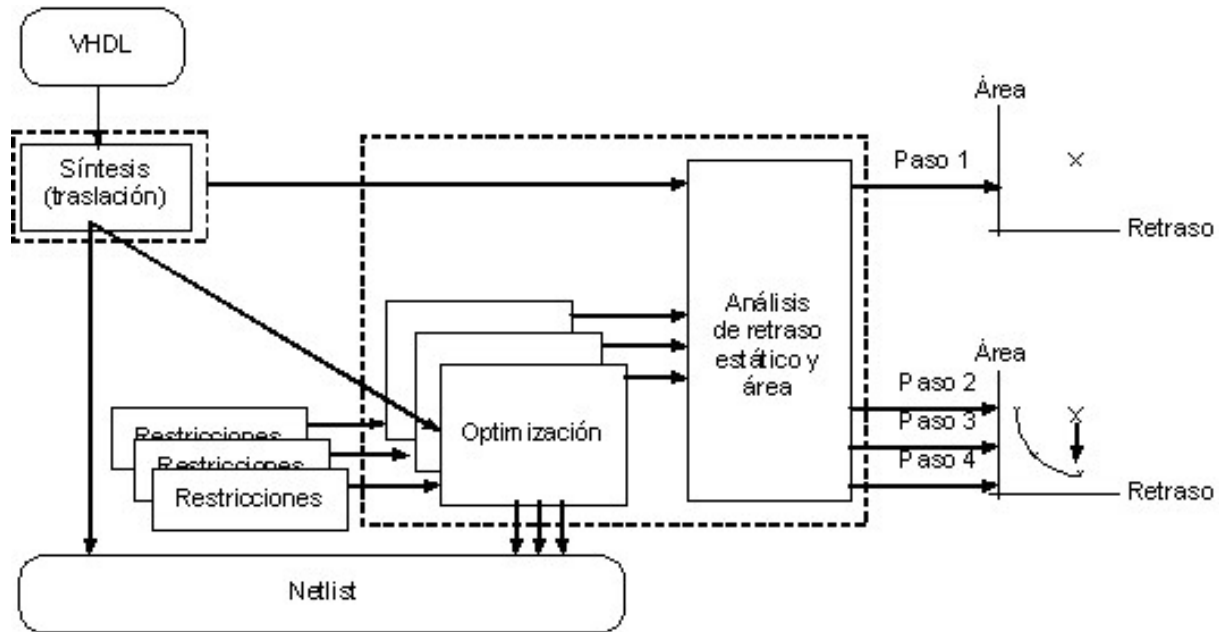 VHDL
Síntesis
(traslación)
Área
Paso 1
Retraso
Análisis
de retraso
estático y
área
Área
Paso 2
Paso 3
Paso 4
Retraso
Optimización
Restricciones
Restricciones
Restricciones
Netlist